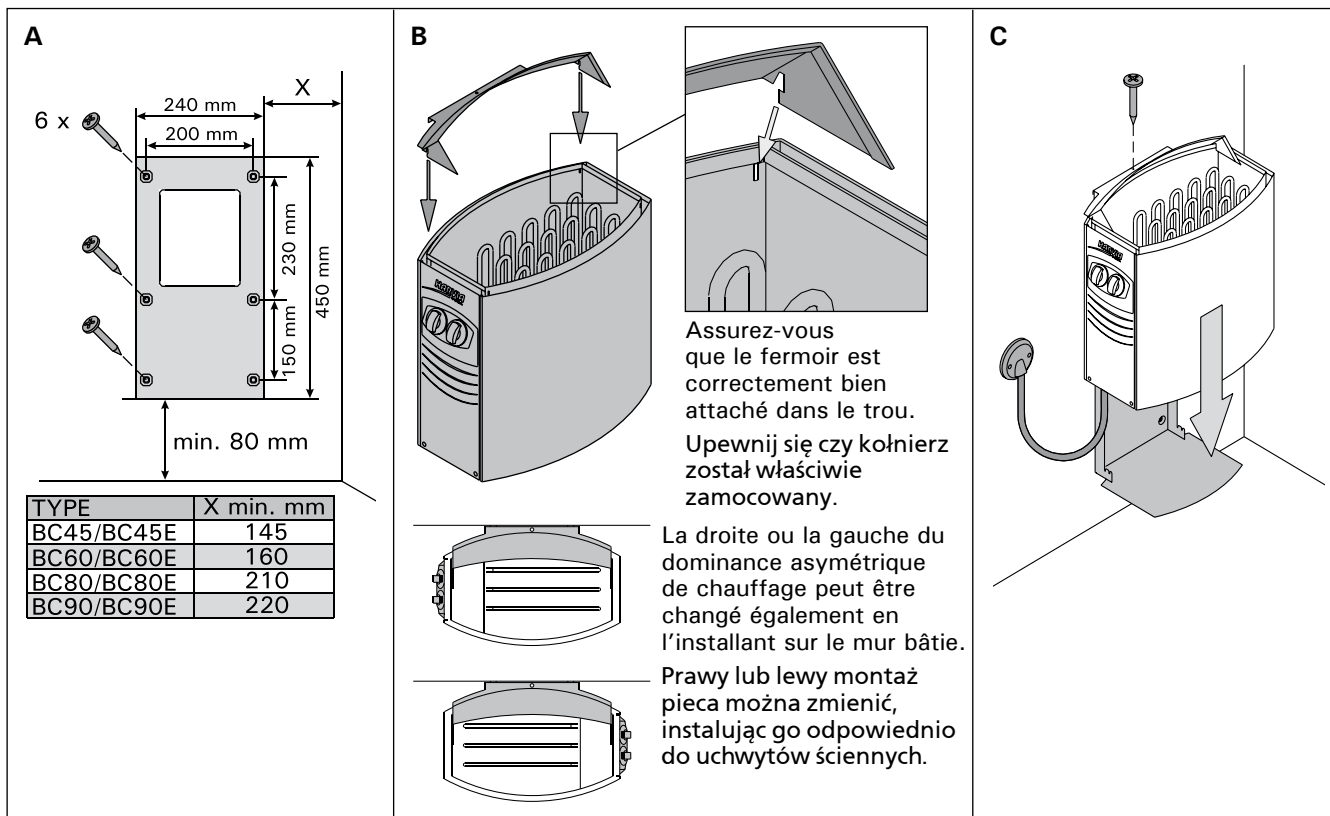 A
X
240 mm
6 x
200 mm
230 mm
450 mm
150 mm
min. 80 mm
TYPE X min. mm
BC45/BC45E 145
BC60/BC60E 160
BC80/BC80E 210
BC90/BC90E 220
B
HARVIA
Assurez-vous
que le fermoir est
correctement bien
attaché dans le trou.
Upewnij się czy kołnierz
został właściwie
zamocowany.
La droite ou la gauche du
dominance asymétrique
de chauffage peut être
changé également en
l’installant sur le mur bâtie.
Prawy lub lewy montaż
pieca można zmienić,
instalując go odpowiednio
do uchwytów ściennych.
C
HARVIA